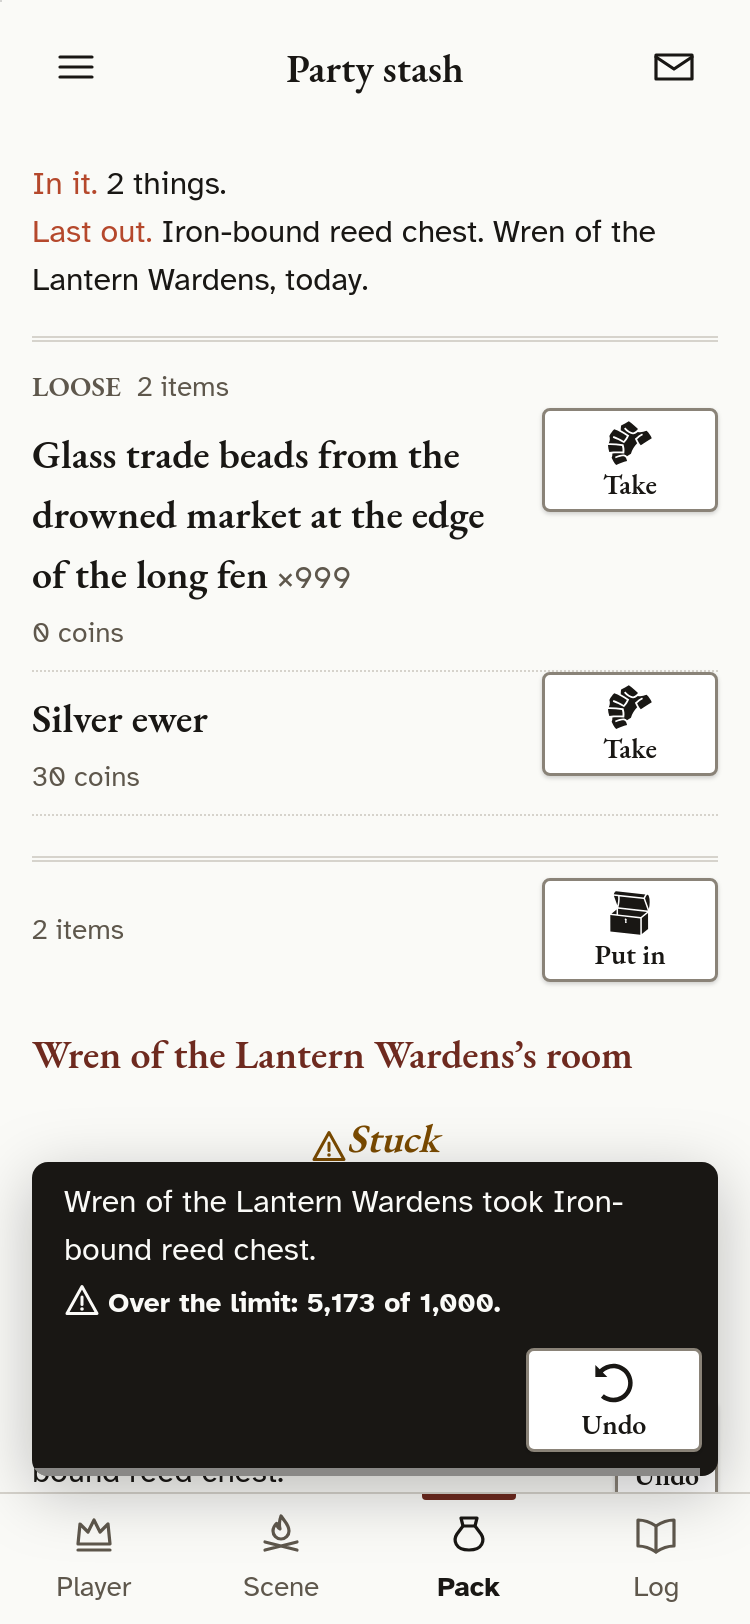 Party stash
In it. 2 things.
Last out. Iron-bound reed chest. Wren of the
Lantern Wardens, today.
LOOSE 2 items
Glass trade beads from the
drowned market at the edge
of the long fen ×999
Take
0 coins
Silver ewer
Take
30 coins
2 items
Put in
Wren of the Lantern Wardens’s room
Stuck
Wren of the Lantern Wardens took Iron-
bound reed chest.
Over the limit: 5,173 of 1,000.
Undo
bound reed chest.
Undo
Player
Scene
Pack
Log